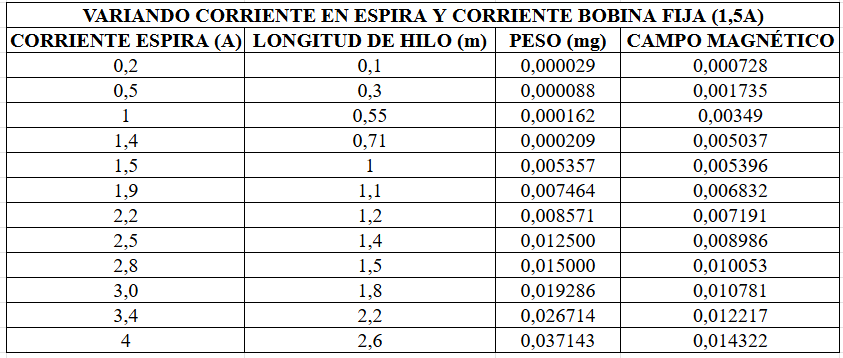 VARIANDO CORRIENTE EN ESPIRA Y CORRIENTE BOBINA FIJA (1,5A)
CORRIENTE ESPIRA (A) LONGITUD DE HILO (m) PESO (mg) CAMPO MAGNÉTICO
0,2 0,1 0,000029 0,000728
0,5 0,3 0,000088 0,001735
1 0,55 0,000162 0,00349
1,4 0,71 0,000209 0,005037
1,5 1 0,005357 0,005396
1,9 1,1 0,007464 0,006832
2,2 1,2 0,008571 0,007191
2,5 1,4 0,012500 0,008986
2,8 1,5 0,015000 0,010053
3,0 1,8 0,019286 0,010781
3,4 2,2 0,026714 0,012217
4 2,6 0,037143 0,014322